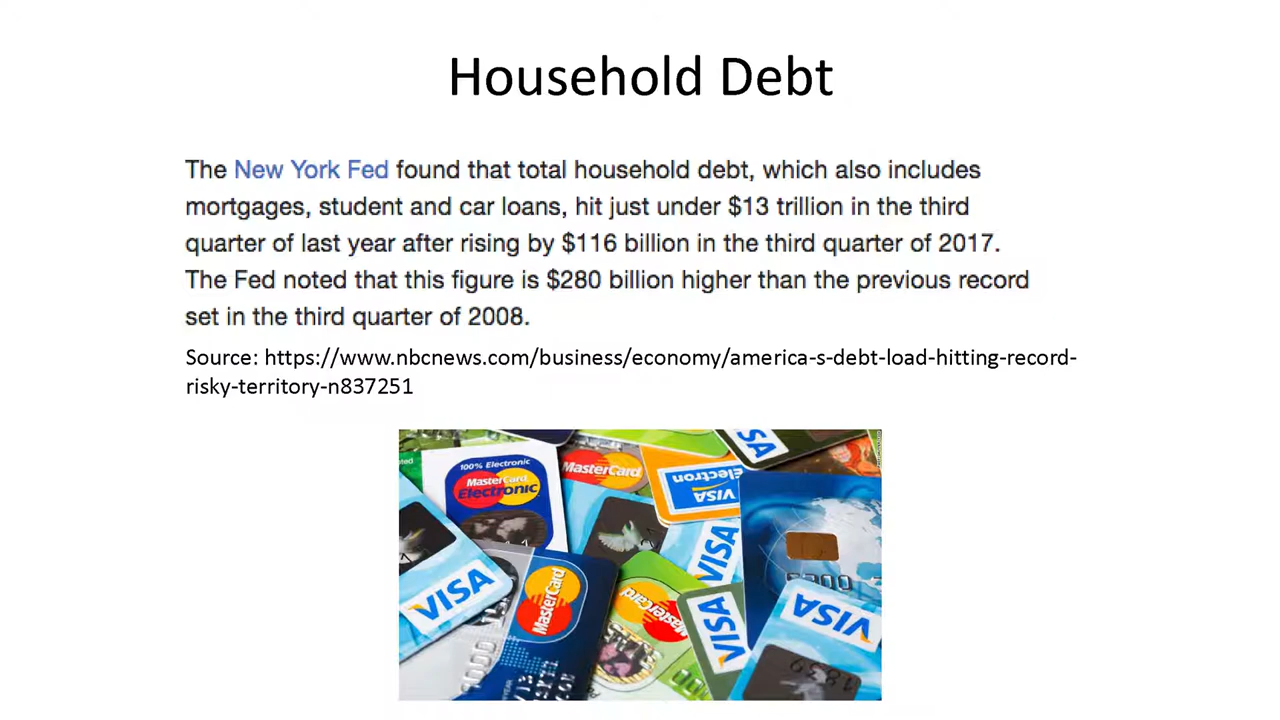 Household Debt
The New York Fed found that total household debt, which also includes
mortgages, student and car loans, hit just under $13 trillion in the third
quarter of last year after rising by $116 billion in the third quarter of 2017.
The Fed noted that this figure is $280 billion higher than the previous record
set in the third quarter of 2008.
Source: https://www.nbcnews.com/business/economy/america-s-debt-load-hitting-record-
risky-territory-n837251
100% Electronic
MasterCard
Electronic
MasterCard
Electron
VISA
VISA
VISA
VISA
MasterCard
MasterCard
VISA
VISA
1839